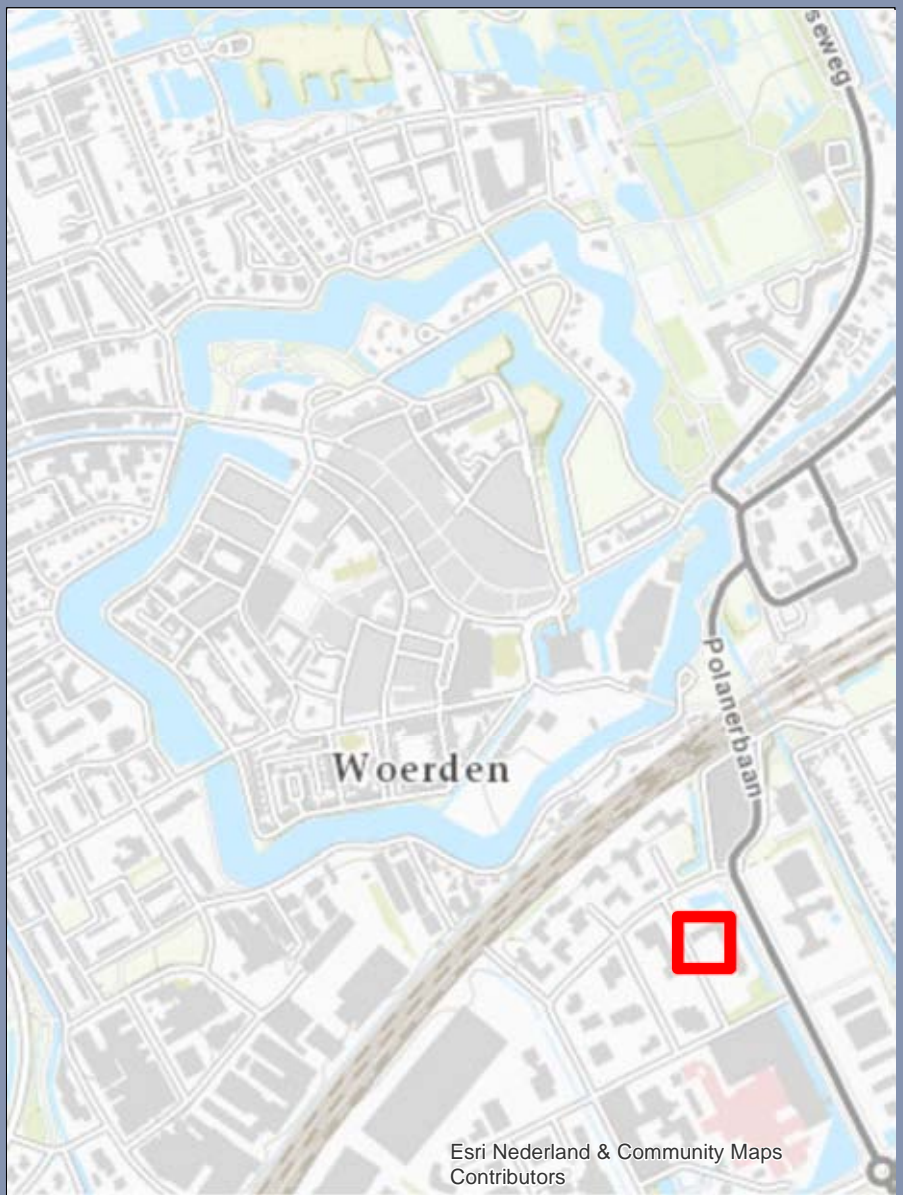 seweg
Polanerbaan
Woerden
Esri Nederland & Community Maps
Contributors